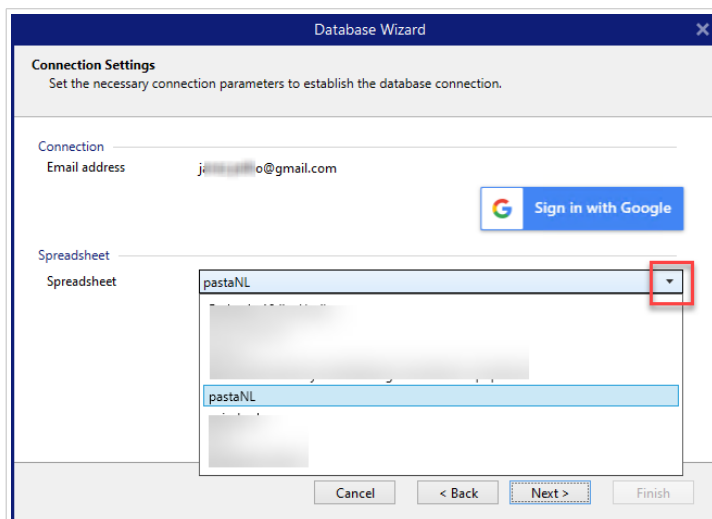 Database Wizard
Connection Settings
Set the necessary connection parameters to establish the database connection.
Connection
Email address
@gmail.com
Sign in with Google
Spreadsheet
Spreadsheet
pastaNL
pastaNL
Cancel
< Back
Next >
Finish